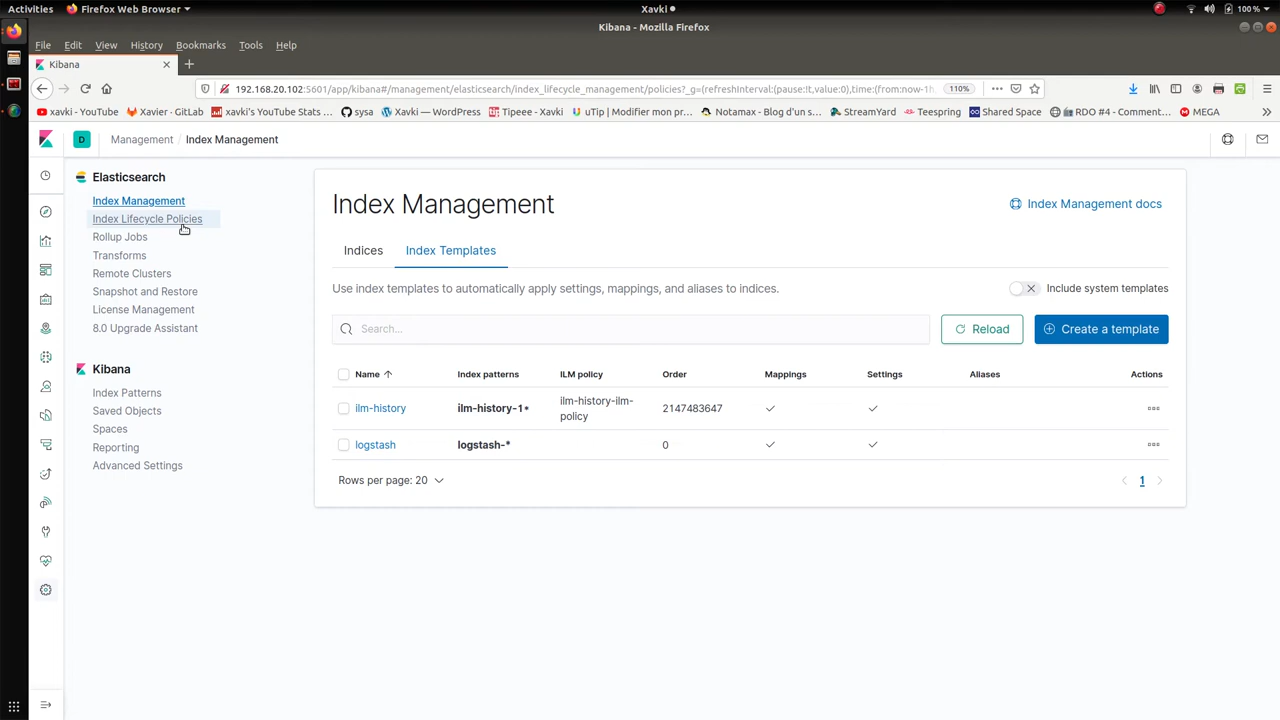 Activities
Firefox Web Browser
Xavki
100%
Kibana - Mozilla Firefox
File Edit View History Bookmarks Tools Help
Kibana
192.168.20.102:5601/app/kibana#/management/elasticsearch/index_lifecycle_management/policies?_g=(refreshInterval:(pause:!t,value:0),time:(from:now-1h.
110%
xavki - YouTube
Xavier · GitLab
xavki's YouTube Stats ...
sysa
Xavki — WordPress
Tipeee - Xavki
uTip | Modifier mon pr...
Notamax - Blog d'un s...
StreamYard
Teespring
Shared Space
RDO #4 - Comment...
MEGA
D
Management / Index Management
Elasticsearch
Index Management
Index Lifecycle Policies
Rollup Jobs
Transforms
Remote Clusters
Snapshot and Restore
License Management
8.0 Upgrade Assistant
Kibana
Index Patterns
Saved Objects
Spaces
Reporting
Advanced Settings
Index Management
Index Management docs
Indices
Index Templates
Use index templates to automatically apply settings, mappings, and aliases to indices.
Include system templates
Search...
Reload
Create a template
Name Index patterns ILM policy Order Mappings Settings Aliases Actions
ilm-history ilm-history-1* ilm-history-ilm-policy 2147483647
logstash logstash-* 0
Rows per page: 20
1